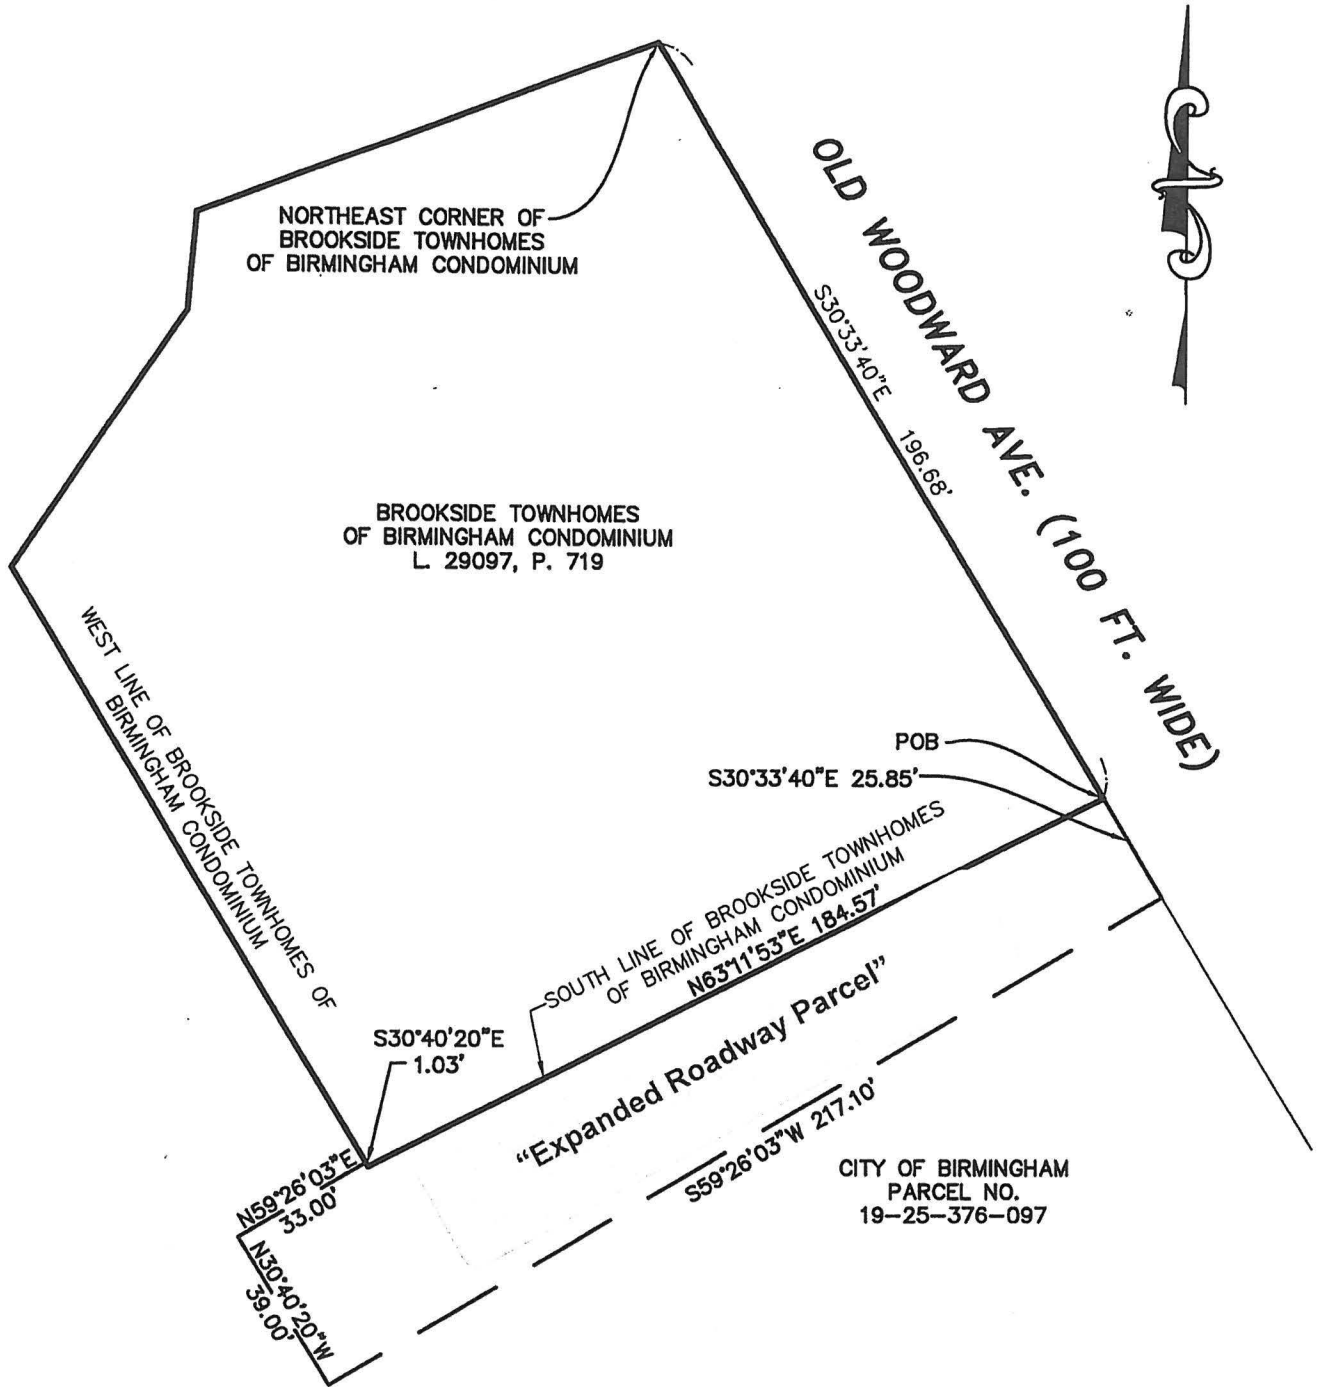 NORTHEAST CORNER OF
BROOKSIDE TOWNHOMES
OF BIRMINGHAM CONDOMINIUM
OLD WOODWARD AVE. (100 FT. WIDE)
S30°33'40"E 196.68'
BROOKSIDE TOWNHOMES
OF BIRMINGHAM CONDOMINIUM
L. 29097, P. 719
WEST LINE OF BROOKSIDE TOWNHOMES OF
BIRMINGHAM CONDOMINIUM
POB
S30°33'40"E 25.85'
SOUTH LINE OF BROOKSIDE TOWNHOMES
OF BIRMINGHAM CONDOMINIUM
N63°11'53"E 184.57'
S30°40'20"E
1.03'
"Expanded Roadway Parcel"
N59°26'03"E
33.00'
S59°26'03"W 217.10'
N30°40'20"W
39.00'
CITY OF BIRMINGHAM
PARCEL NO.
19-25-376-097